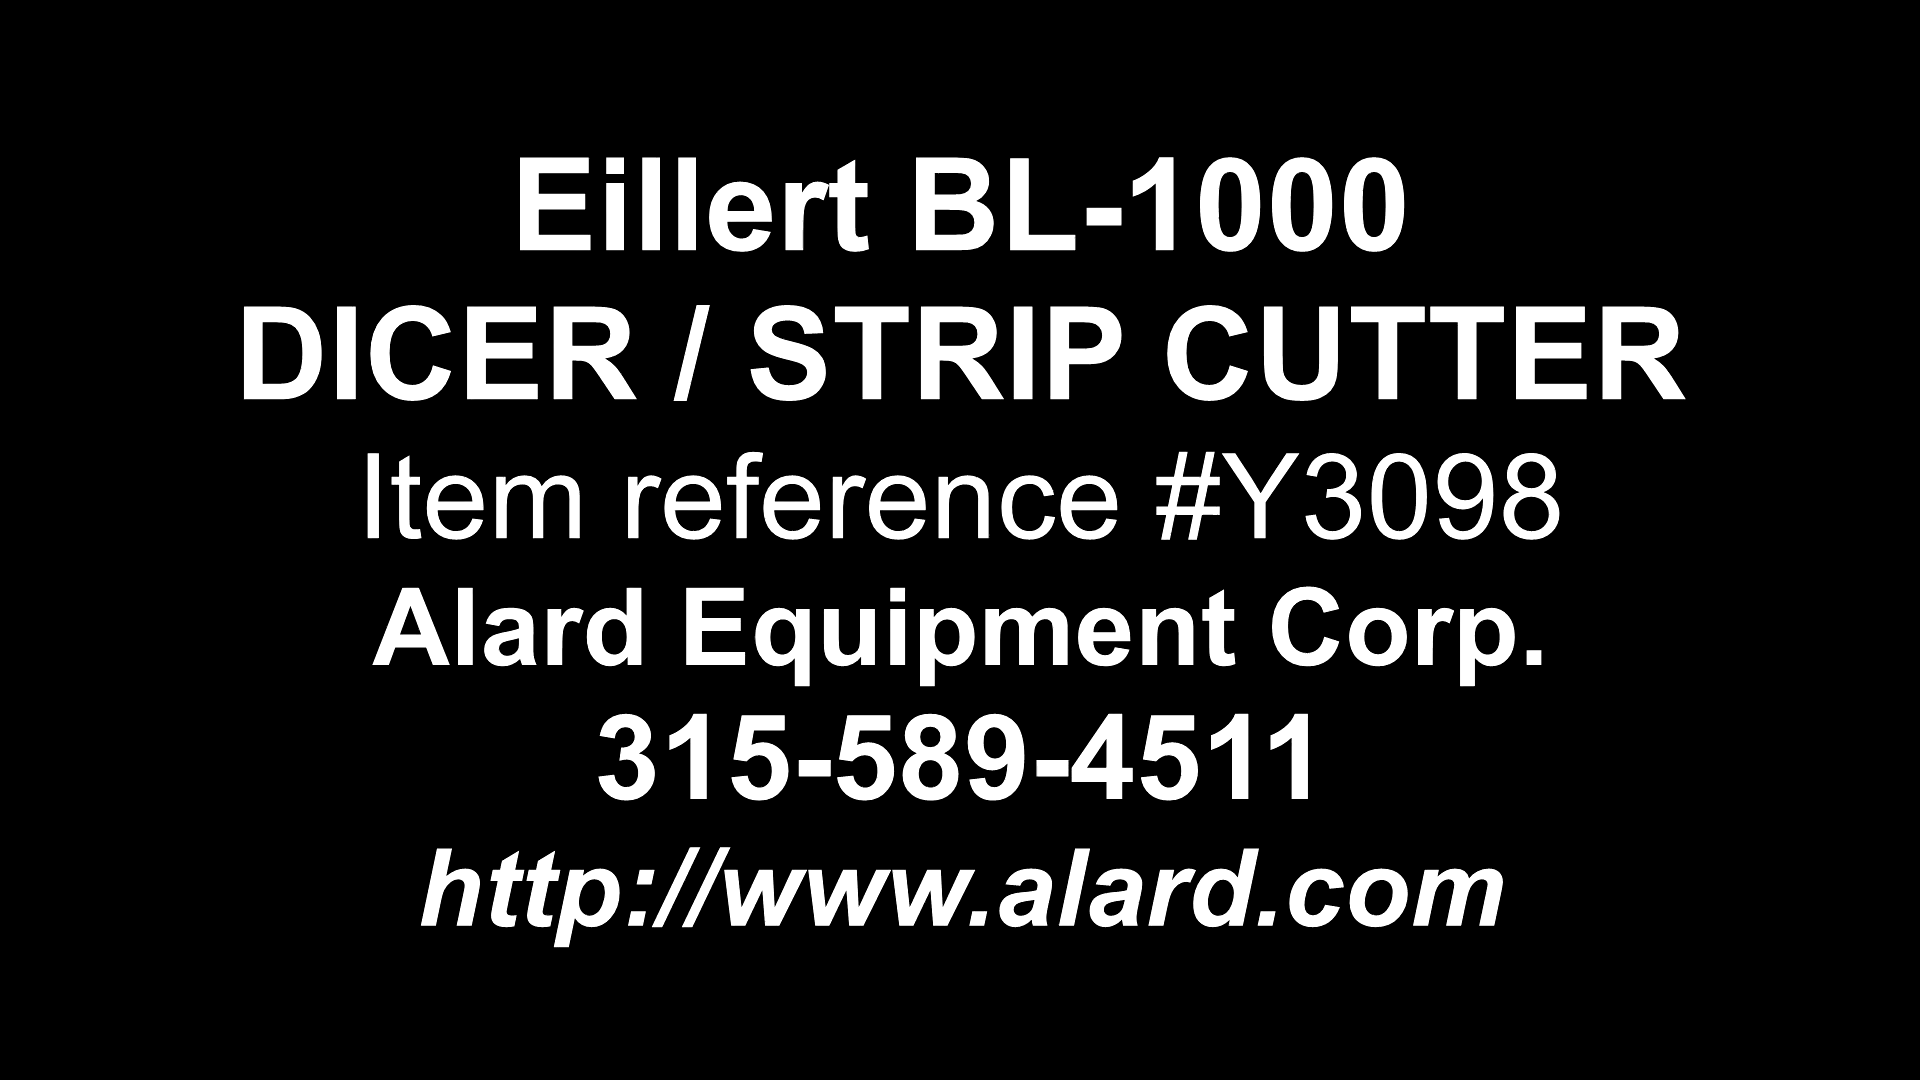 Eillert BL-1000
DICER / STRIP CUTTER
Item reference #Y3098
Alard Equipment Corp.
315-589-4511
http://www.alard.com